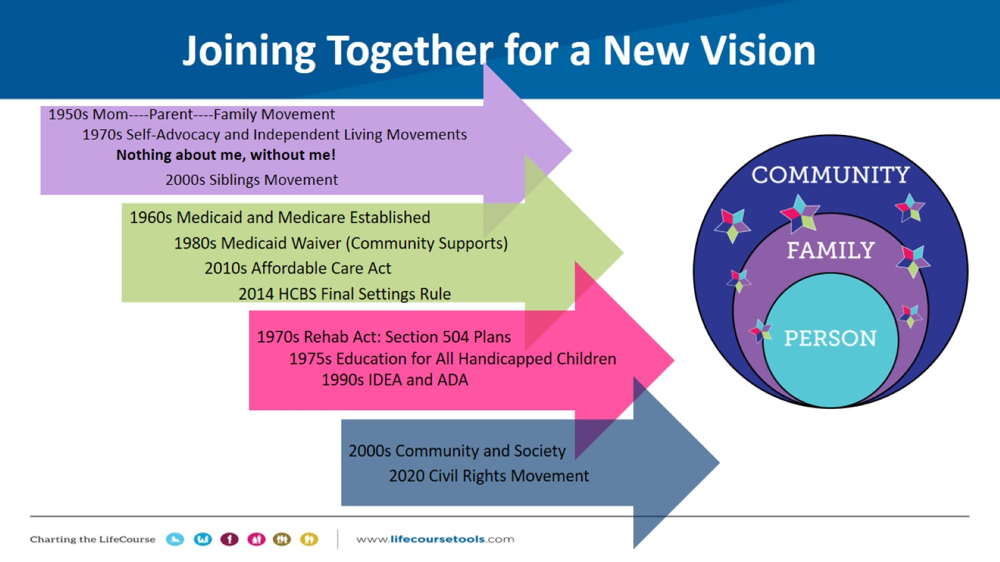 Joining Together for a New Vision
1950s Mom----Parent----Family Movement
1970s Self-Advocacy and Independent Living Movements
Nothing about me, without me!
2000s Siblings Movement
1960s Medicaid and Medicare Established
1980s Medicaid Waiver (Community Supports)
2010s Affordable Care Act
2014 HCBS Final Settings Rule
1970s Rehab Act: Section 504 Plans
1975s Education for All Handicapped Children
1990s IDEA and ADA
2000s Community and Society
2020 Civil Rights Movement
COMMUNITY
FAMILY
PERSON
Charting the LifeCourse
www.lifecoursetools.com